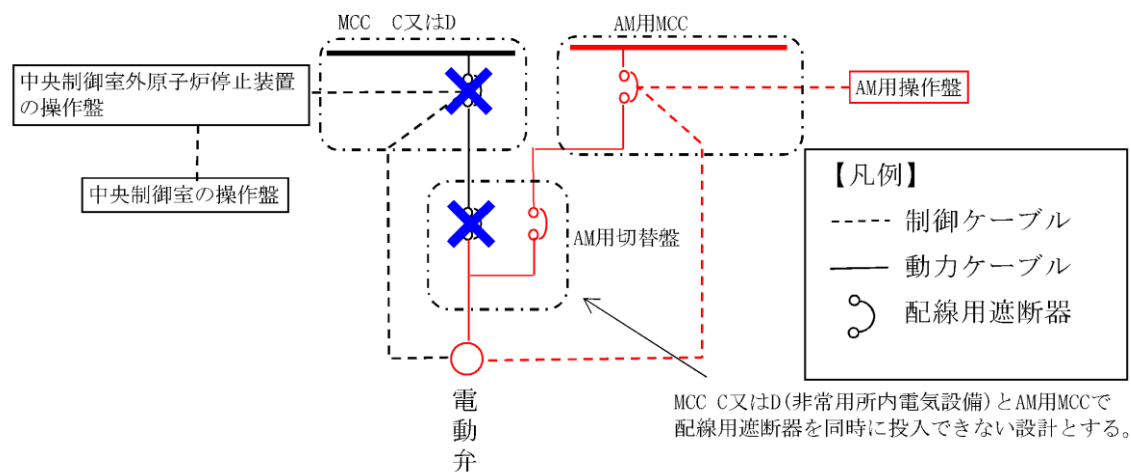 MCC C又はD
AM用MCC
中央制御室外原子炉停止装置
の操作盤
AM用操作盤
中央制御室の操作盤
AM用切替盤
【凡例】
制御ケーブル
動力ケーブル
配線用遮断器
電動弁
MCC C又はD(非常用所内電気設備)とAM用MCCで
配線用遮断器を同時に投入できない設計とする。